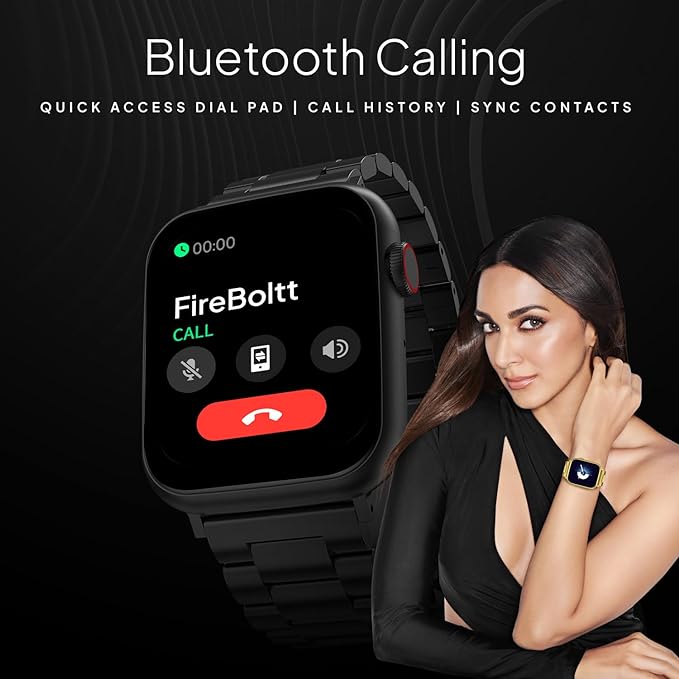 Bluetooth Calling
QUICK ACCESS DIAL PAD | CALL HISTORY | SYNC CONTACTS
00:00
FireBoltt
CALL